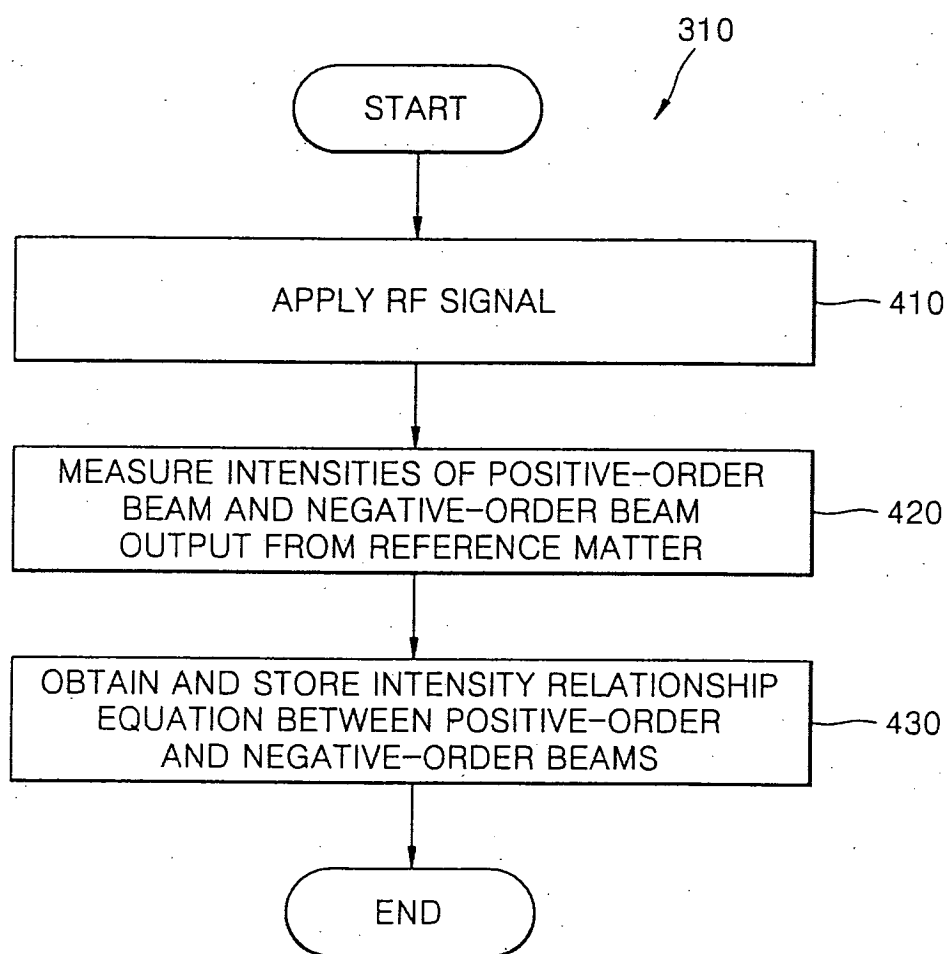 310
START
APPLY RF SIGNAL
410
MEASURE INTENSITIES OF POSITIVE-ORDER
BEAM AND NEGATIVE-ORDER BEAM
OUTPUT FROM REFERENCE MATTER
420
OBTAIN AND STORE INTENSITY RELATIONSHIP
EQUATION BETWEEN POSITIVE-ORDER
AND NEGATIVE-ORDER BEAMS
430
END